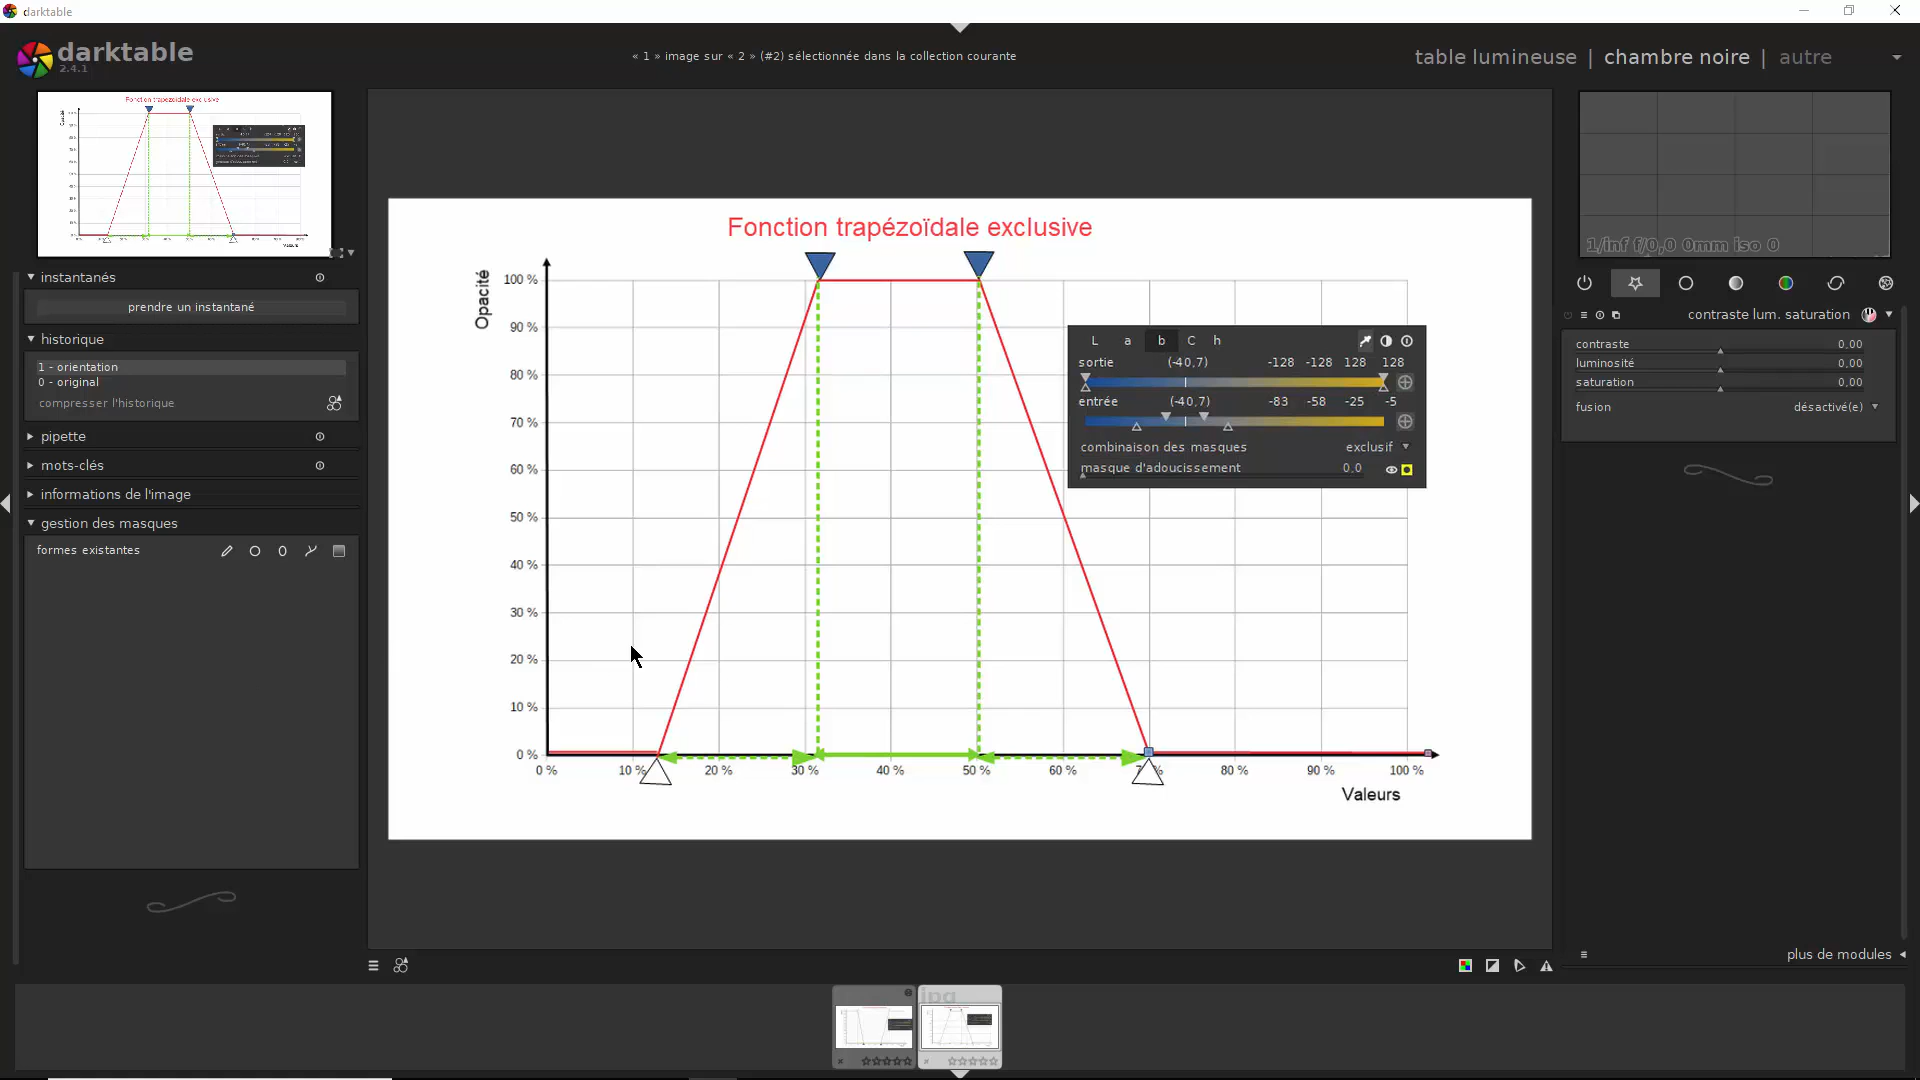 darktable
darktable
2.4.1
« 1 » image sur « 2 » (#2) sélectionnée dans la collection courante
table lumineuse | chambre noire | autre
1/inf f/0,0 0mm iso 0
instantanés
prendre un instantané
historique
1 - orientation
0 - original
compresser l'historique
pipette
mots-clés
informations de l'image
gestion des masques
formes existantes
Fonction trapézoïdale exclusive
Opacité
100 %
90 %
80 %
70 %
60 %
50 %
40 %
30 %
20 %
10 %
0 %
0 % 10 % 20 % 30 % 40 % 50 % 60 % 70 % 80 % 90 % 100 %
Valeurs
L a b C h
sortie (-40,7) -128 -128 128 128
entrée (-40,7) -83 -58 -25 -5
combinaison des masques exclusif
masque d'adoucissement 0,0
contraste lum. saturation
contraste 0,00
luminosité 0,00
saturation 0,00
fusion désactivé(e)
plus de modules
jpg